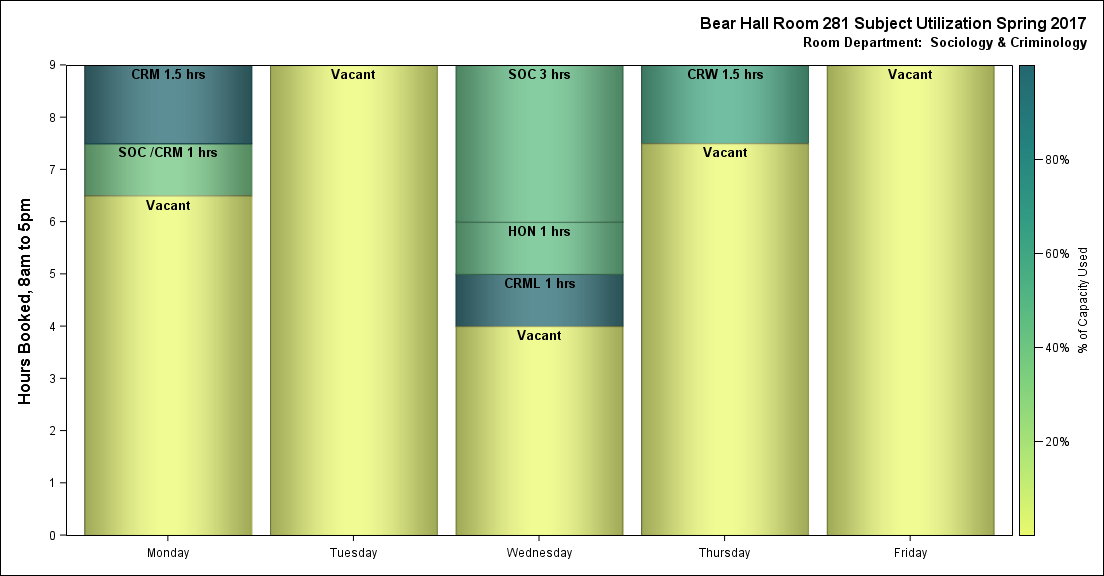 Bear Hall Room 281 Subject Utilization Spring 2017
Room Department:  Sociology & Criminology
Hours Booked, 8am to 5pm
9
8
7
6
5
4
3
2
1
0
CRM 1.5 hrs
SOC /CRM 1 hrs
Vacant
Vacant
SOC 3 hrs
HON 1 hrs
CRML 1 hrs
Vacant
CRW 1.5 hrs
Vacant
Vacant
Monday
Tuesday
Wednesday
Thursday
Friday
80%
60%
40%
20%
% of Capacity Used